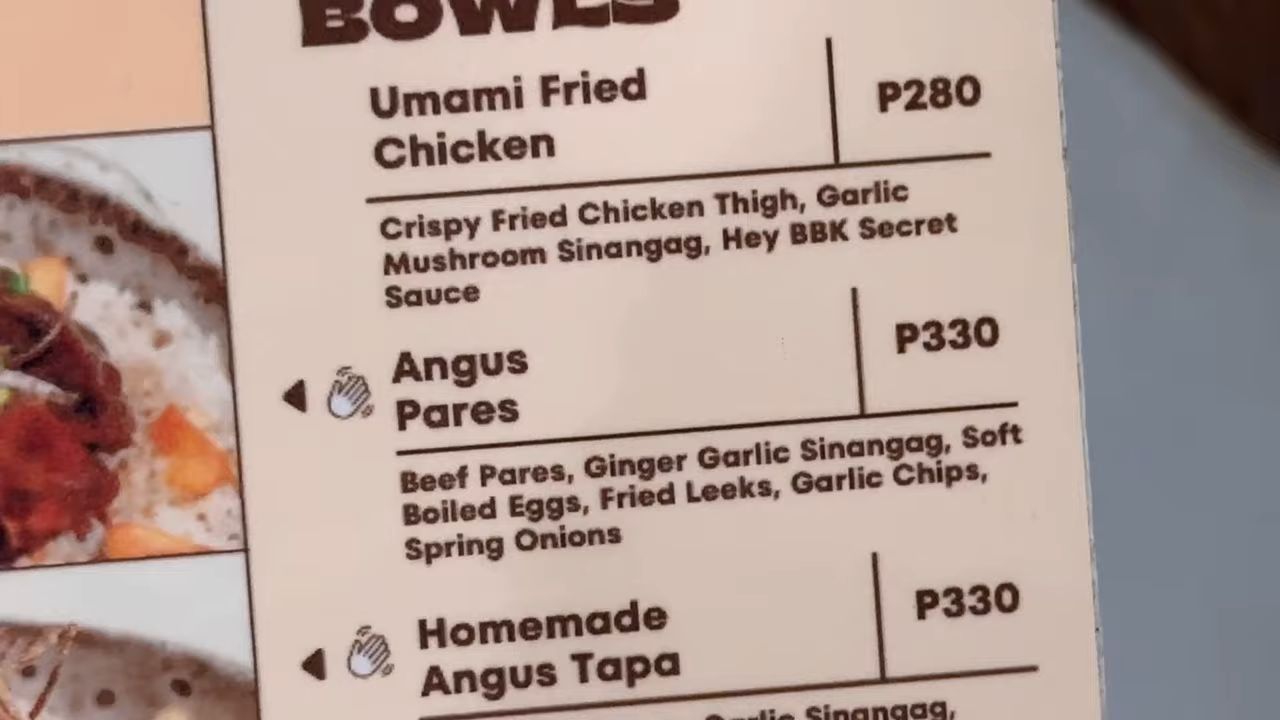 BOWLS
Umami Fried
Chicken
P280
Crispy Fried Chicken Thigh, Garlic
Mushroom Sinangag, Hey BBK Secret
Sauce
Angus
Pares
P330
Beef Pares, Ginger Garlic Sinangag, Soft
Boiled Eggs, Fried Leeks, Garlic Chips,
Spring Onions
Homemade
Angus Tapa
P330
Garlic Sinangag,